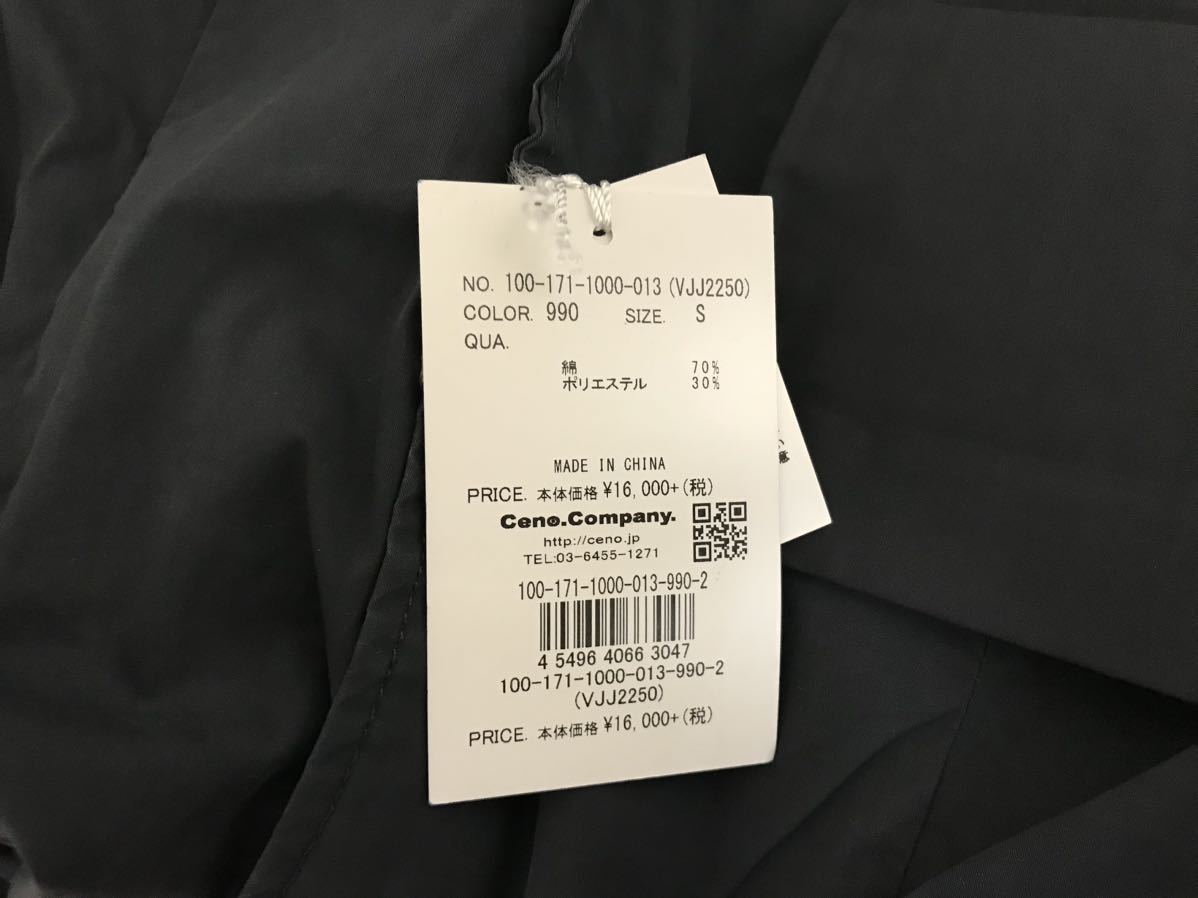 NO. 100-171-1000-013 (VJJ2250)
COLOR. 990 SIZE. S
QUA.
綿 70%
ポリエステル 30%
MADE IN CHINA
PRICE. 本体価格 ¥16,000+(税)
Ceno.Company.
http://ceno.jp
TEL:03-6455-1271
100-171-1000-013-990-2
4 5496 4066 3047
100-171-1000-013-990-2
(VJJ2250)
PRICE. 本体価格 ¥16,000+(税)